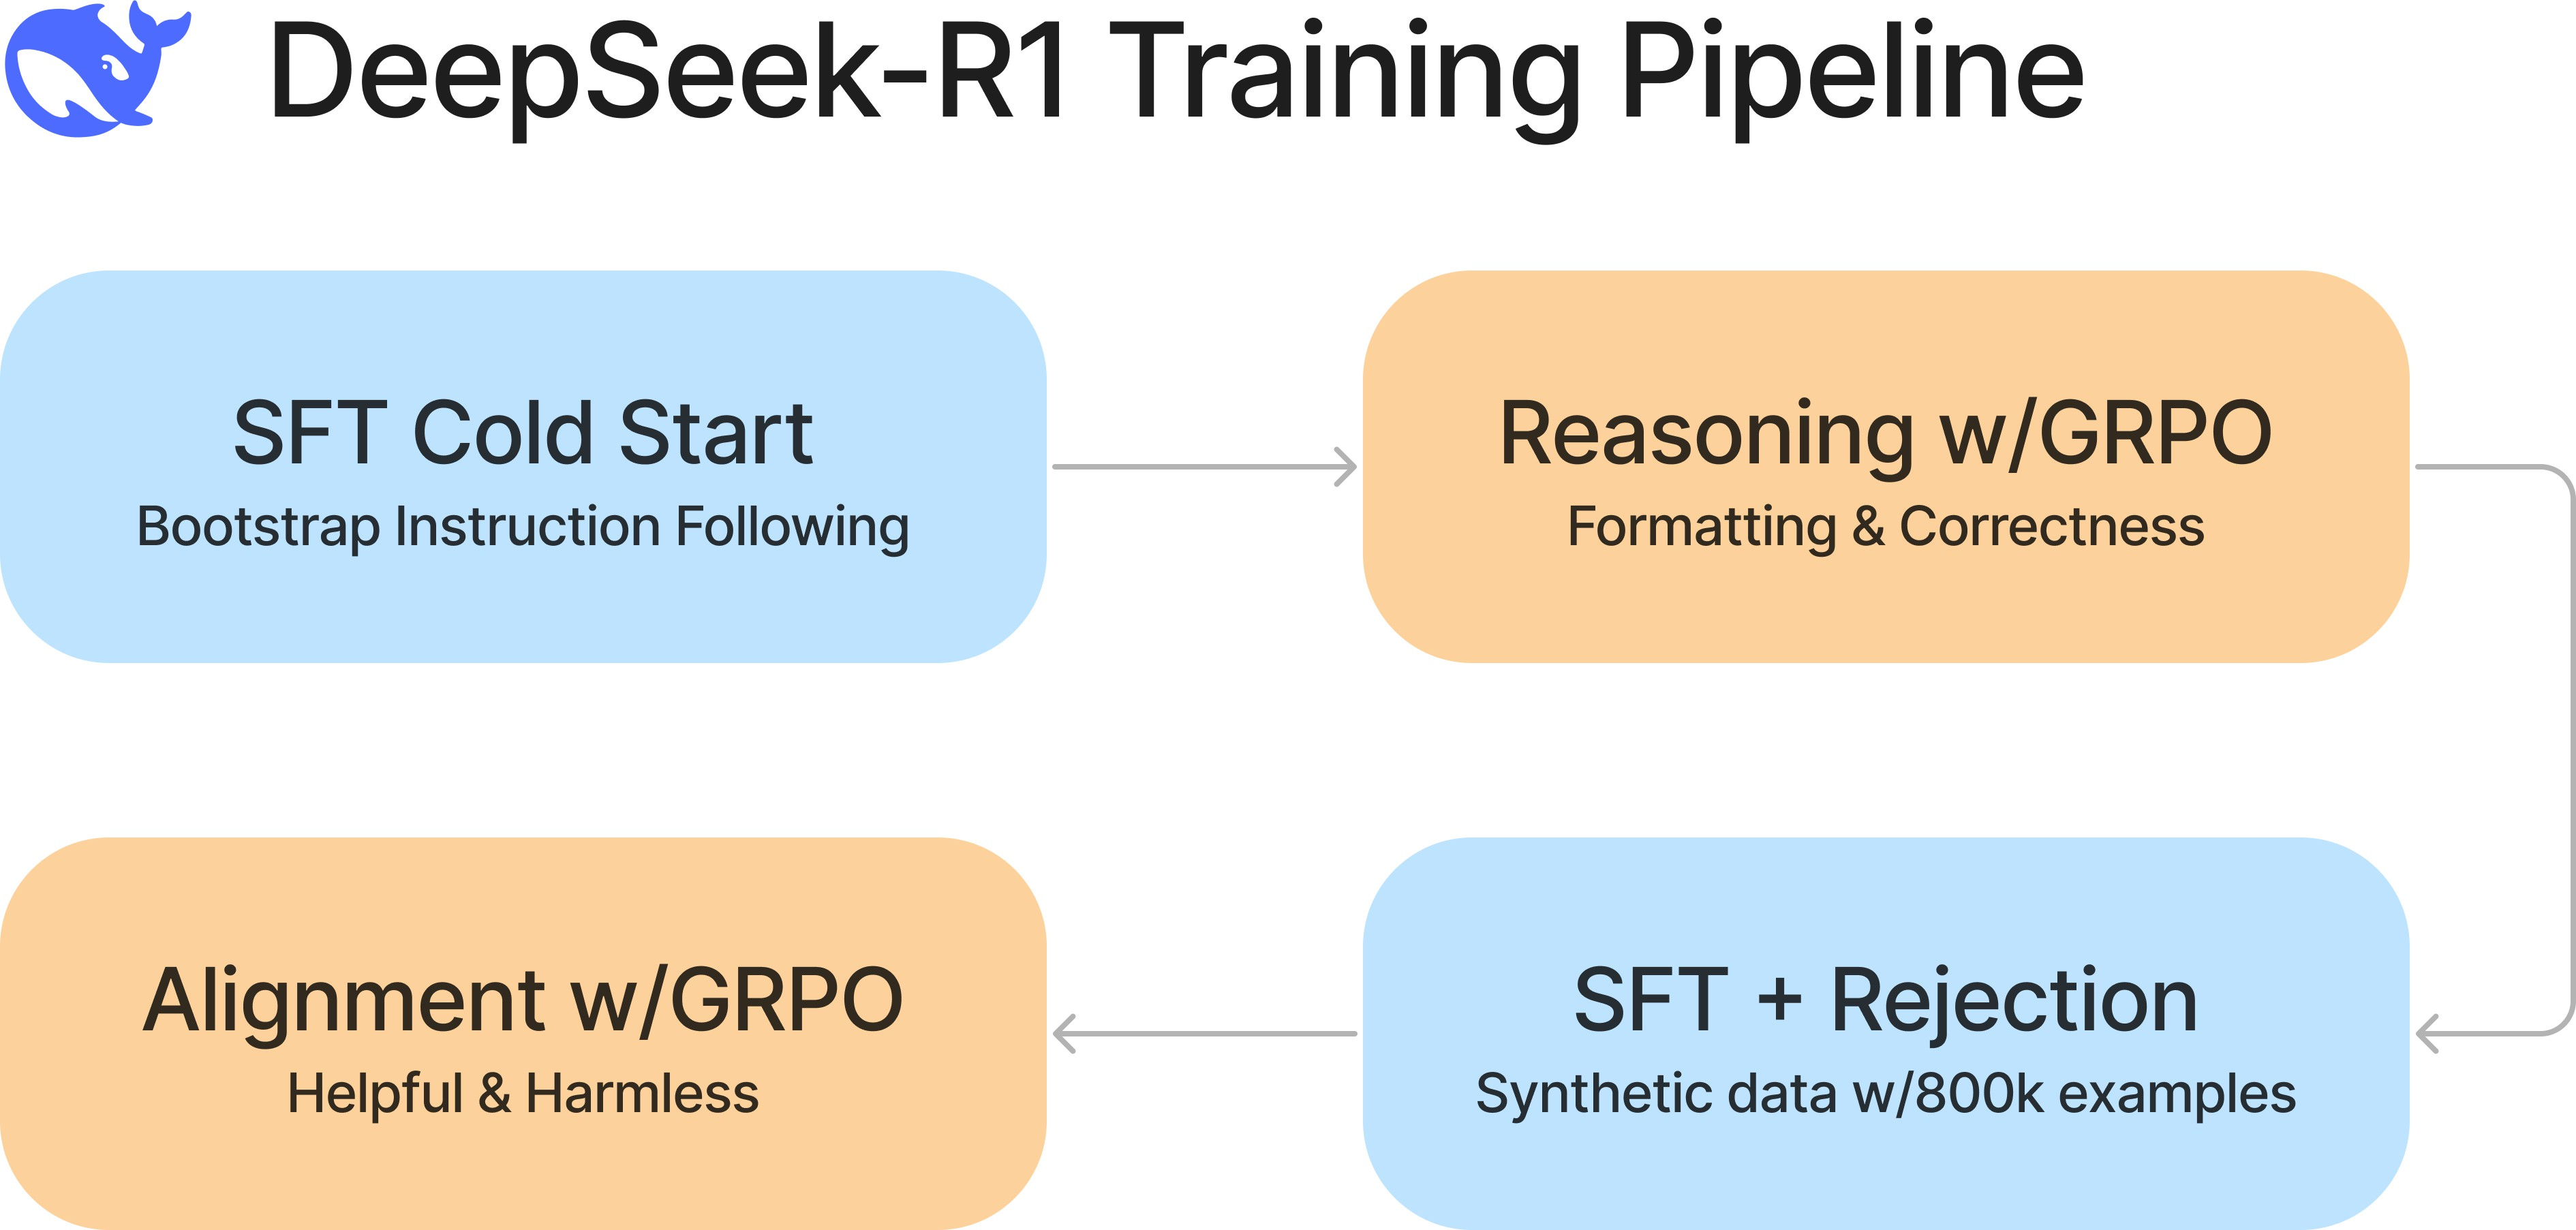 DeepSeek-R1 Training Pipeline
SFT Cold Start
Bootstrap Instruction Following
Reasoning w/GRPO
Formatting & Correctness
SFT + Rejection
Synthetic data w/800k examples
Alignment w/GRPO
Helpful & Harmless